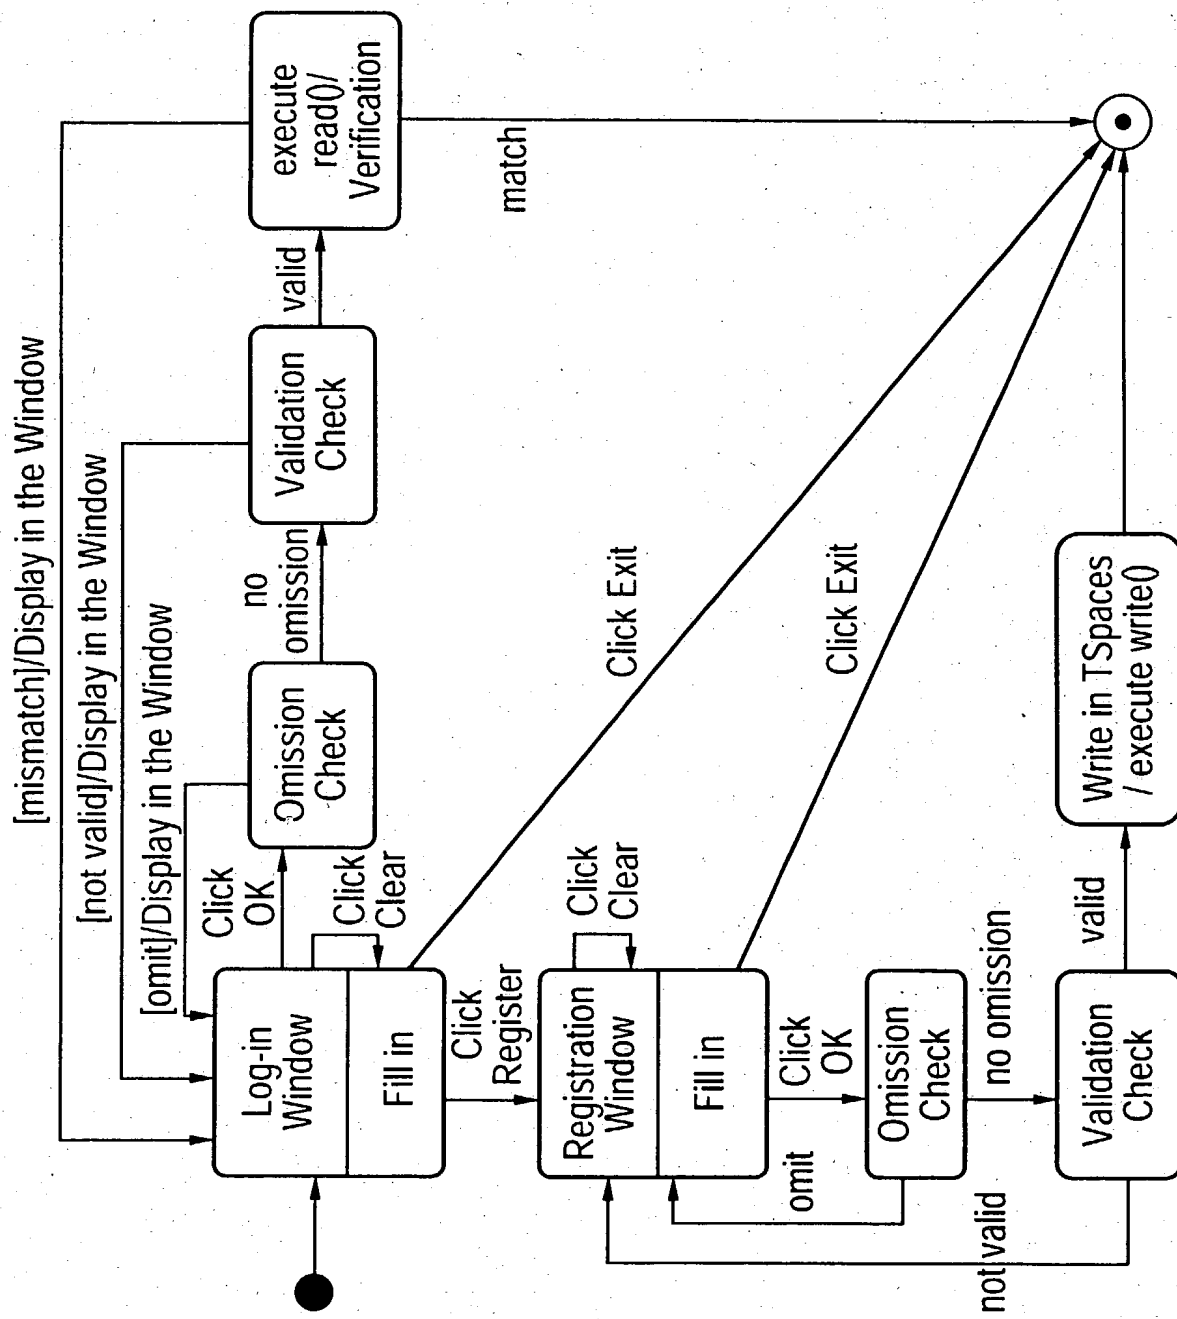 [mismatch]/Display in the Window
[not valid]/Display in the Window
[omit]/Display in the Window
Log-in
Window
Fill in
Click
OK
Click
Clear
Omission
Check
no
omission
Validation
Check
valid
execute
read()/
Verification
match
Click
Register
Click Exit
Registration
Window
Fill in
Click
Clear
Click Exit
Click
OK
omit
Omission
Check
no omission
not valid
Validation
Check
valid
Write in TSpaces
/ execute write()